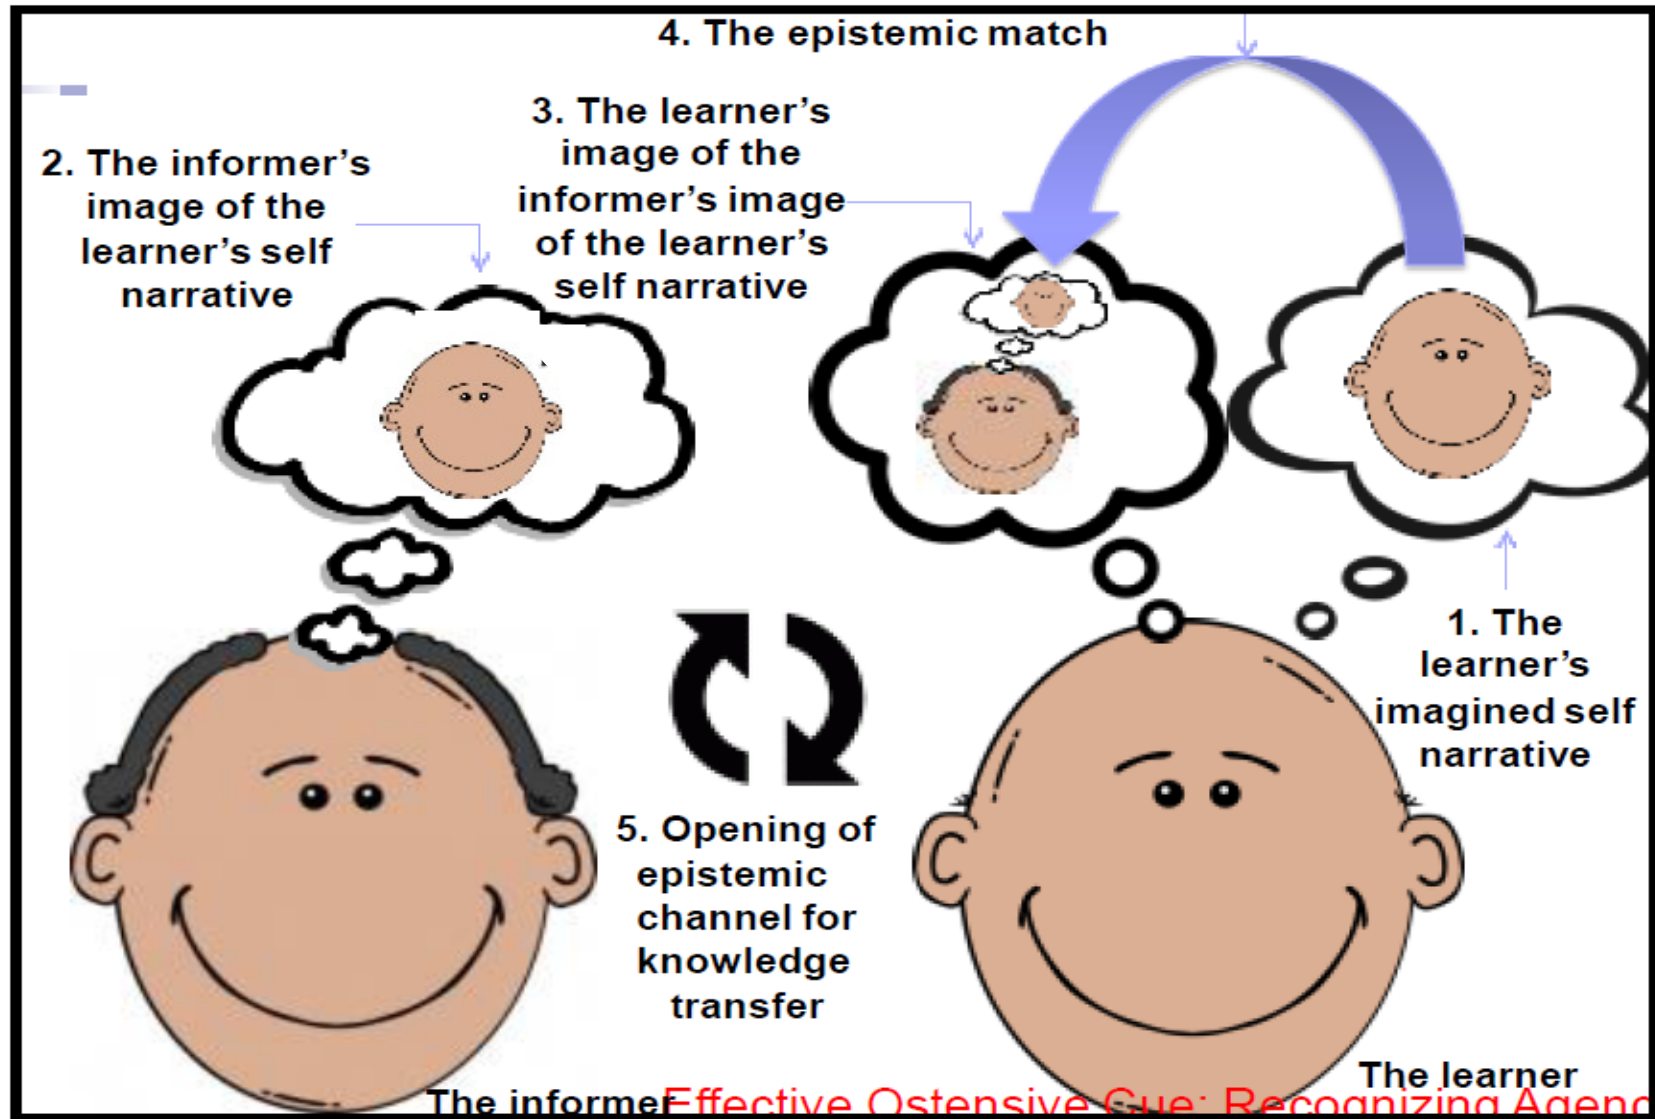 4. The epistemic match
3. The learner's
image of the
informer's image
of the learner's
self narrative
2. The informer's
image of the
learner's self
narrative
1. The
learner's
imagined self
narrative
5. Opening of
epistemic
channel for
knowledge
transfer
The informer
The learner
Effective Ostensive Cue: Recognizing